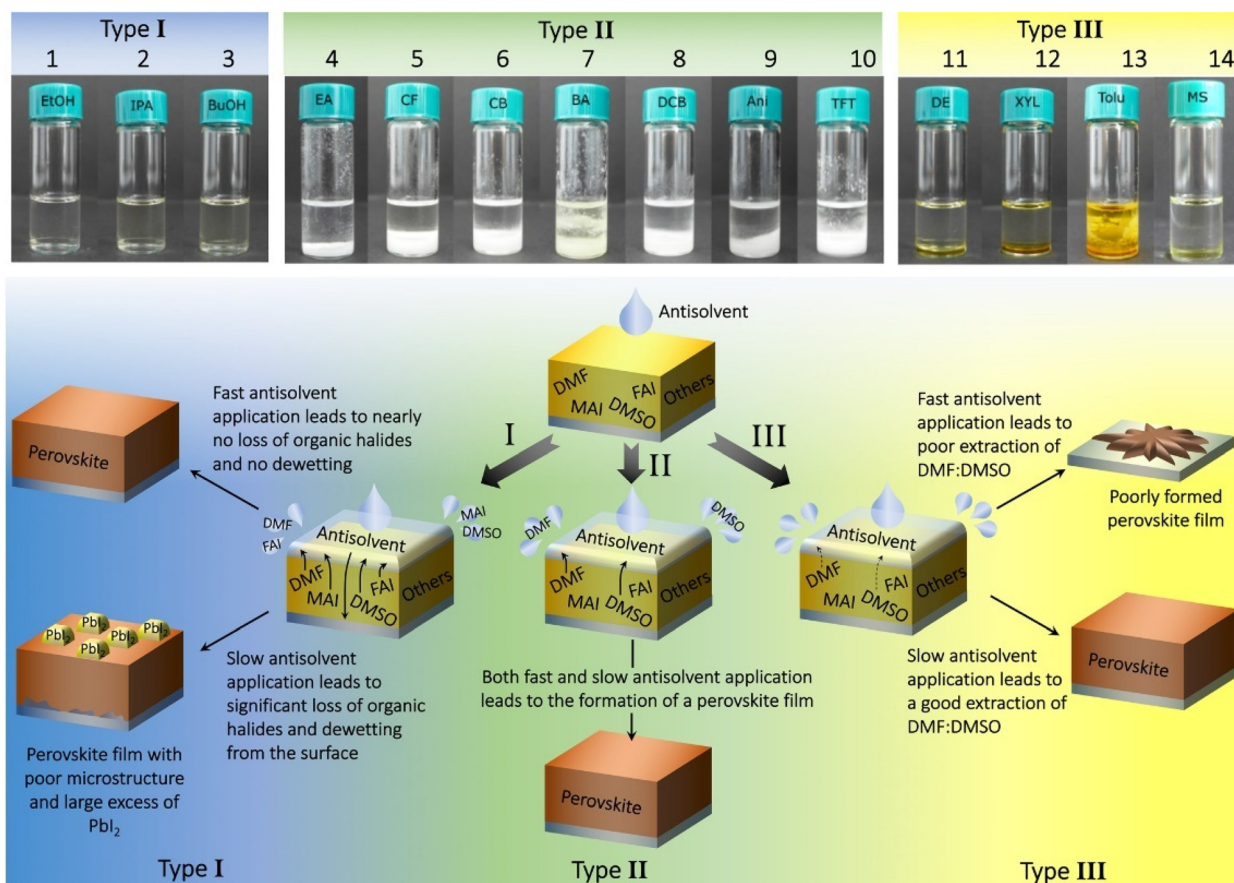 Type I
1 2 3
EtOH IPA BuOH
Type II
4 5 6 7 8 9 10
EA CF CB BA DCB Ani TFT
Type III
11 12 13 14
DE XYL Tolu MS
Antisolvent
DMF
FAI
MAI
DMSO
Others
I
II
III
Fast antisolvent
application leads to nearly
no loss of organic halides
and no dewetting
Perovskite
DMF
FAI
MAI
DMSO
Antisolvent
DMF
MAI
DMSO
FAI
Others
PbI₂
PbI₂
PbI₂
PbI₂
PbI₂
Slow antisolvent
application leads to
significant loss of organic
halides and dewetting
from the surface
Perovskite film with
poor microstructure
and large excess of
PbI₂
DMF
DMSO
Antisolvent
DMF
MAI
DMSO
FAI
Others
Both fast and slow antisolvent application
leads to the formation of a perovskite film
Perovskite
Fast antisolvent
application leads to
poor extraction of
DMF:DMSO
Poorly formed
perovskite film
Antisolvent
DMF
MAI
DMSO
FAI
Others
Slow antisolvent
application leads to
a good extraction of
DMF:DMSO
Perovskite
Type I
Type II
Type III